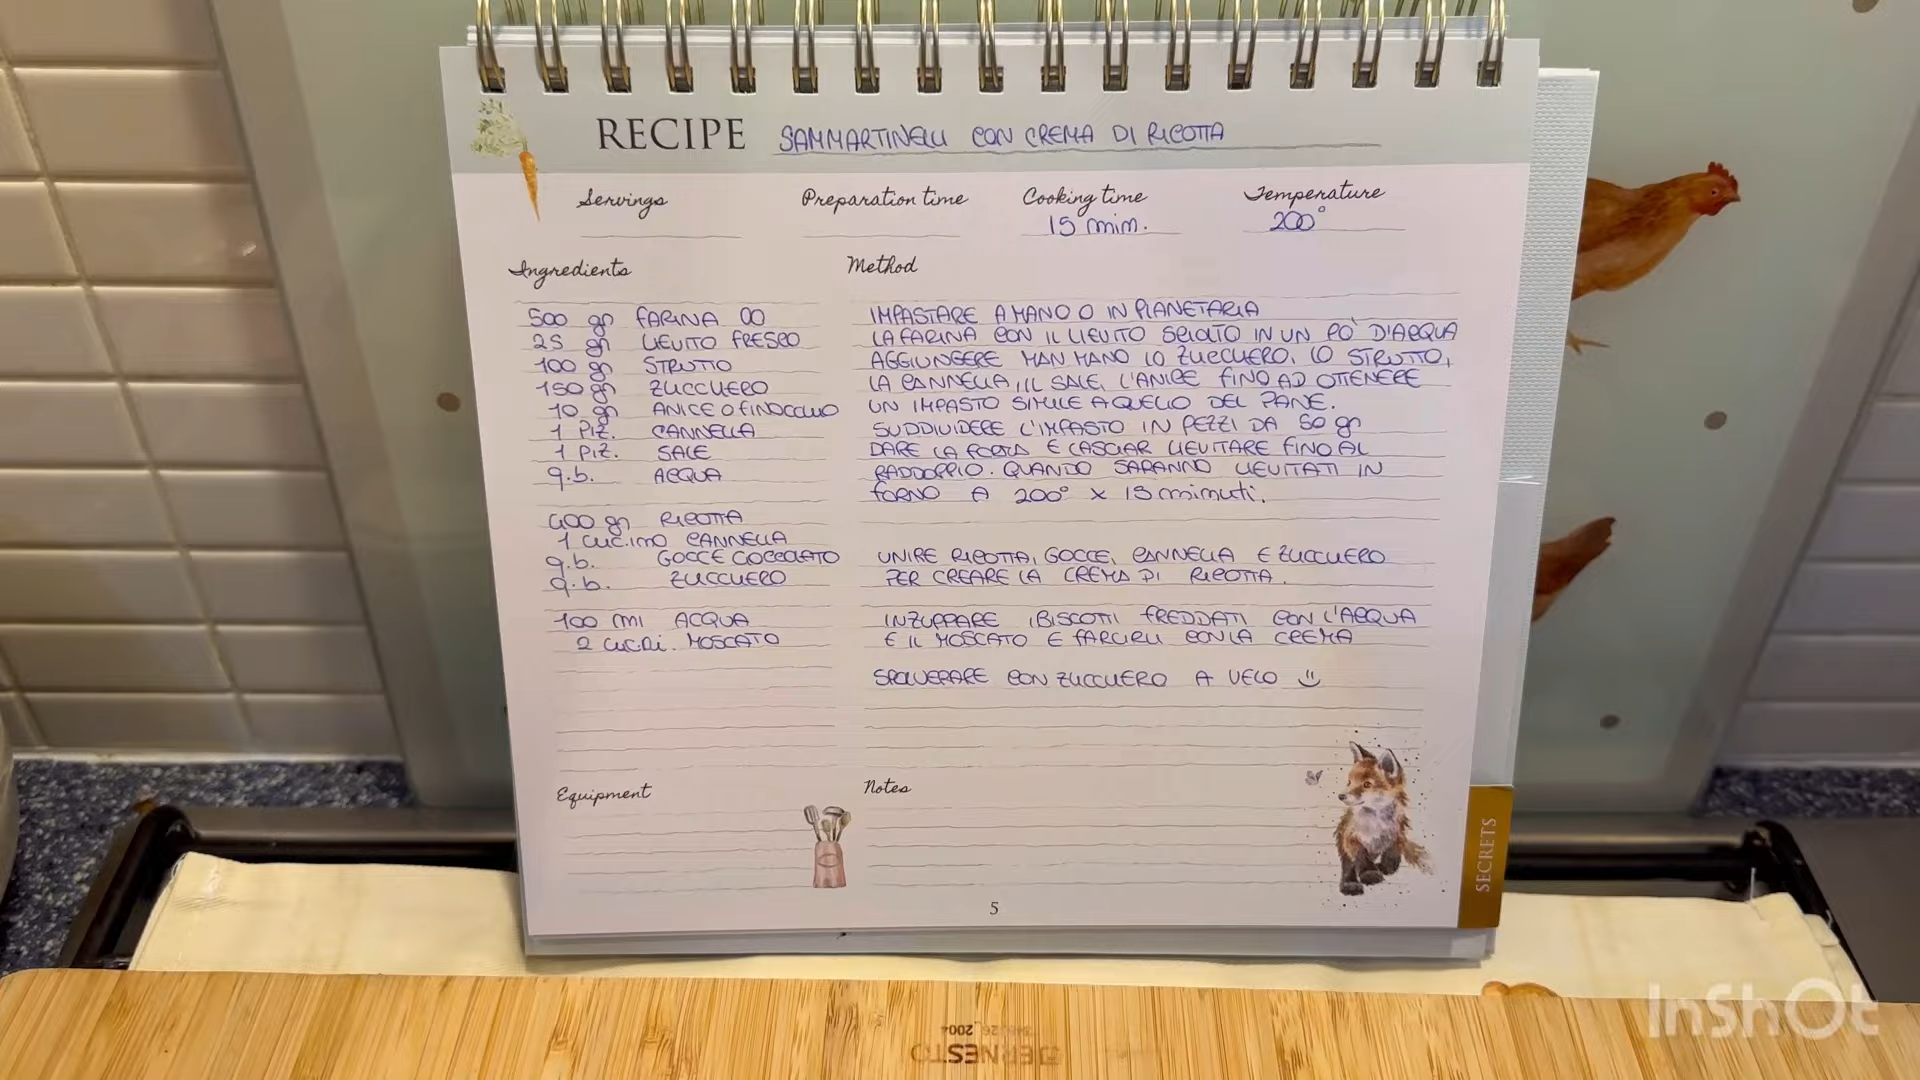 RECIPE SAMMARTINELLI CON CREMA DI RICOTTA
Servings
Preparation time
Cooking time
15 min.
Temperature
200°
Ingredients
500 gr FARINA 00
25 gr LIEVITO FRESCO
100 gr STRUTTO
150 gr ZUCCHERO
10 gr ANICE O FINOCCHIO
1 PIZ. CANNELLA
1 PIZ. SALE
q.b. ACQUA
400 gr RICOTTA
1 CUC.INO CANNELLA
q.b. GOCCE CIOCCOLATO
q.b. ZUCCHERO
100 ml ACQUA
2 CUCCHI. MOSCATO
Method
IMPASTARE A MANO O IN PLANETARIA
LA FARINA CON IL LIEVITO SCIOLTO IN UN PO' D'ACQUA
AGGIUNGERE MAN MANO LO ZUCCHERO, LO STRUTTO,
LA CANNELLA, IL SALE, L'ANICE FINO AD OTTENERE
UN IMPASTO SIMILE A QUELLO DEL PANE.
SUDDIVIDERE L'IMPASTO IN PEZZI DA 50 gr
DARE LA FORMA E LASCIAR LIEVITARE FINO AL
RADDOPPIO. QUANDO SARANNO LIEVITATI IN
FORNO A 200° x 15 minuti.
UNIRE RICOTTA, GOCCE, CANNELLA E ZUCCHERO
PER CREARE LA CREMA DI RICOTTA.
INZUPPARE I BISCOTTI FREDDATI CON L'ACQUA
E IL MOSCATO E FARCIRLI CON LA CREMA
SPOLVERARE CON ZUCCHERO A VELO
Equipment
Notes
SECRETS
5
ERNESTO
InShOt